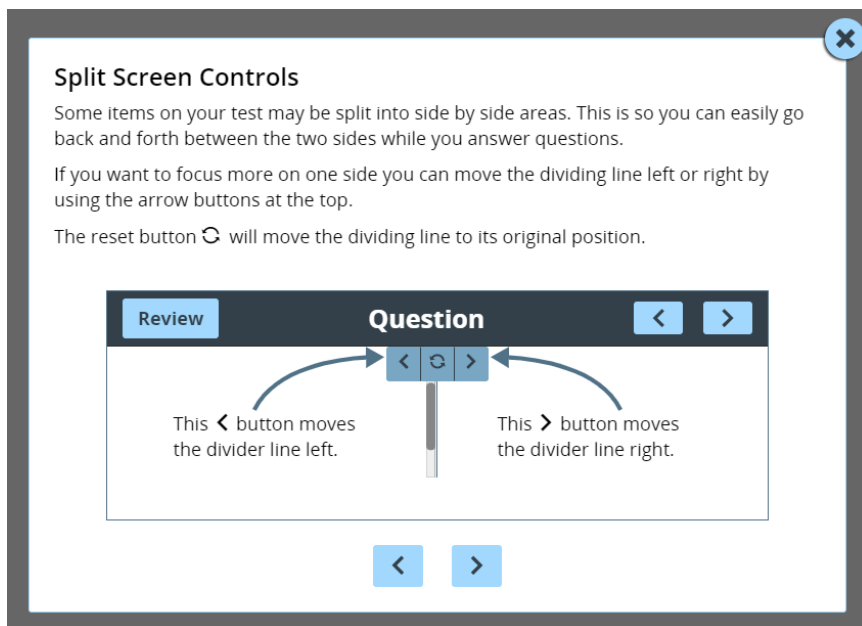 Split Screen Controls
Some items on your test may be split into side by side areas. This is so you can easily go
back and forth between the two sides while you answer questions.
If you want to focus more on one side you can move the dividing line left or right by
using the arrow buttons at the top.
The reset button will move the dividing line to its original position.
Review
Question
This < button moves
the divider line left.
This > button moves
the divider line right.